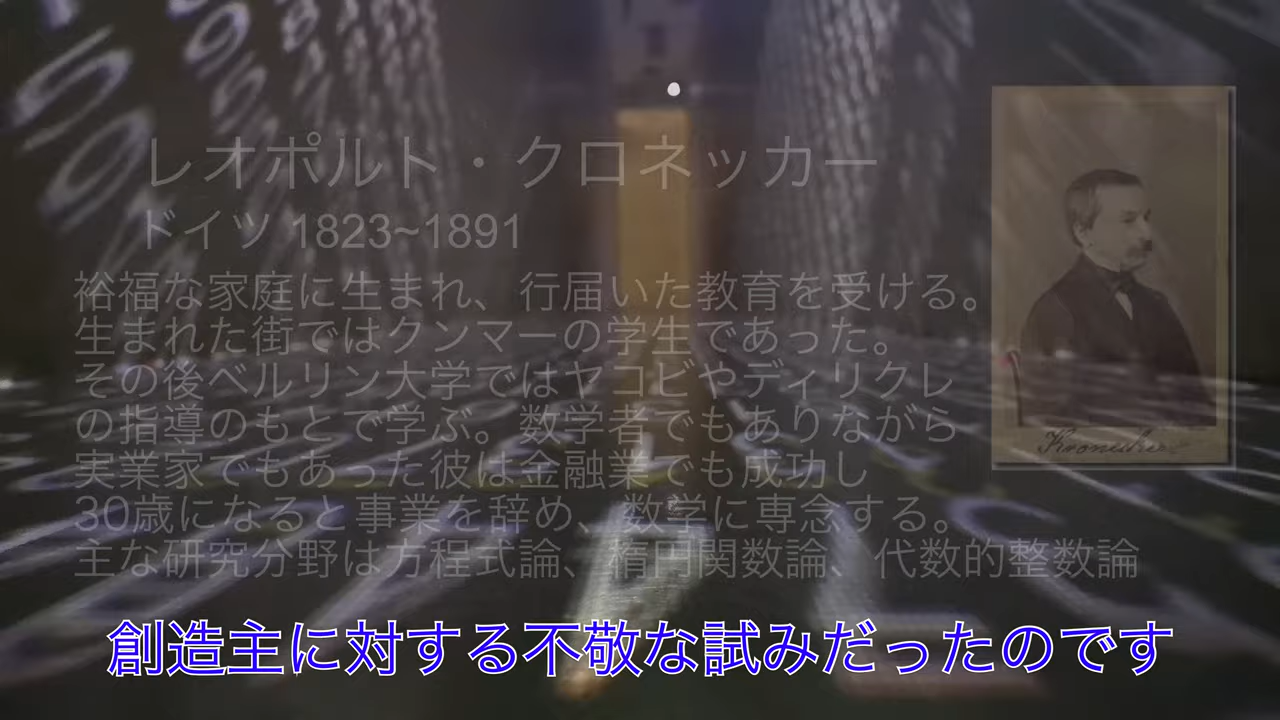 レオポルト・クロネッカー
ドイツ 1823~1891
裕福な家庭に生まれ、行届いた教育を受ける。
生まれた街ではクンマーの学生であった。
その後ベルリン大学ではヤコビやディリクレ
の指導のもとで学ぶ。数学者でもありながら
実業家でもあった彼は金融業でも成功し
30歳になると事業を辞め、数学に専念する。
主な研究分野は方程式論、楕円関数論、代数的整数論
創造主に対する不敬な試みだったのです